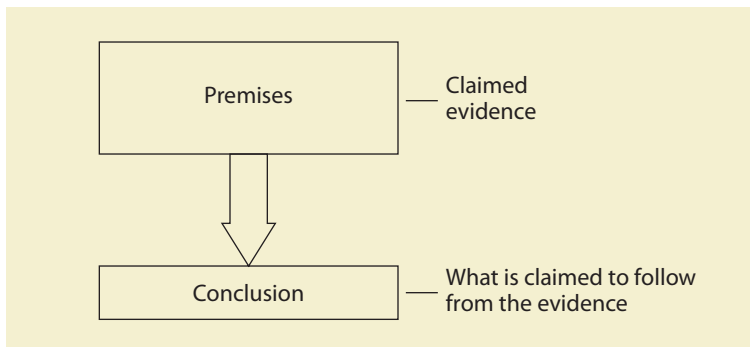 Premises
Claimed
evidence
Conclusion
What is claimed to follow
from the evidence